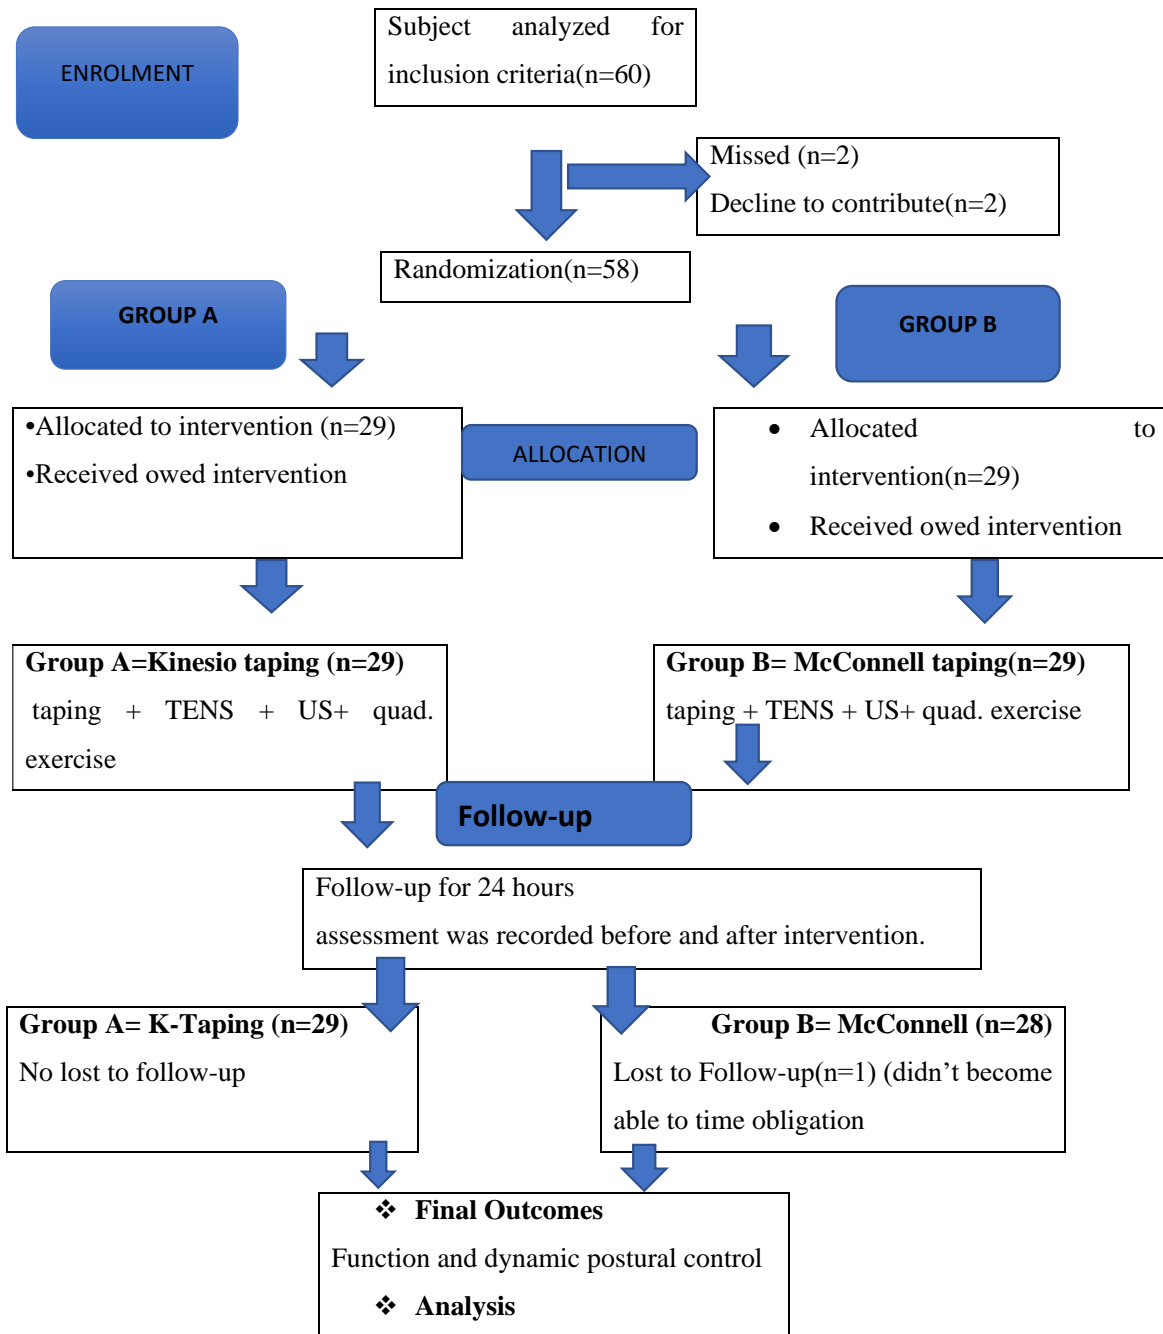 ENROLMENT
Subject analyzed for
inclusion criteria(n=60)
Missed (n=2)
Decline to contribute(n=2)
Randomization(n=58)
GROUP A
GROUP B
•Allocated to intervention (n=29)
•Received owed intervention
ALLOCATION
• Allocated to
intervention(n=29)
• Received owed intervention
Group A=Kinesio taping (n=29)
taping + TENS + US+ quad.
exercise
Group B= McConnell taping(n=29)
taping + TENS + US+ quad. exercise
Follow-up
Follow-up for 24 hours
assessment was recorded before and after intervention.
Group A= K-Taping (n=29)
No lost to follow-up
Group B= McConnell (n=28)
Lost to Follow-up(n=1) (didn’t become
able to time obligation
❖ Final Outcomes
Function and dynamic postural control
❖ Analysis